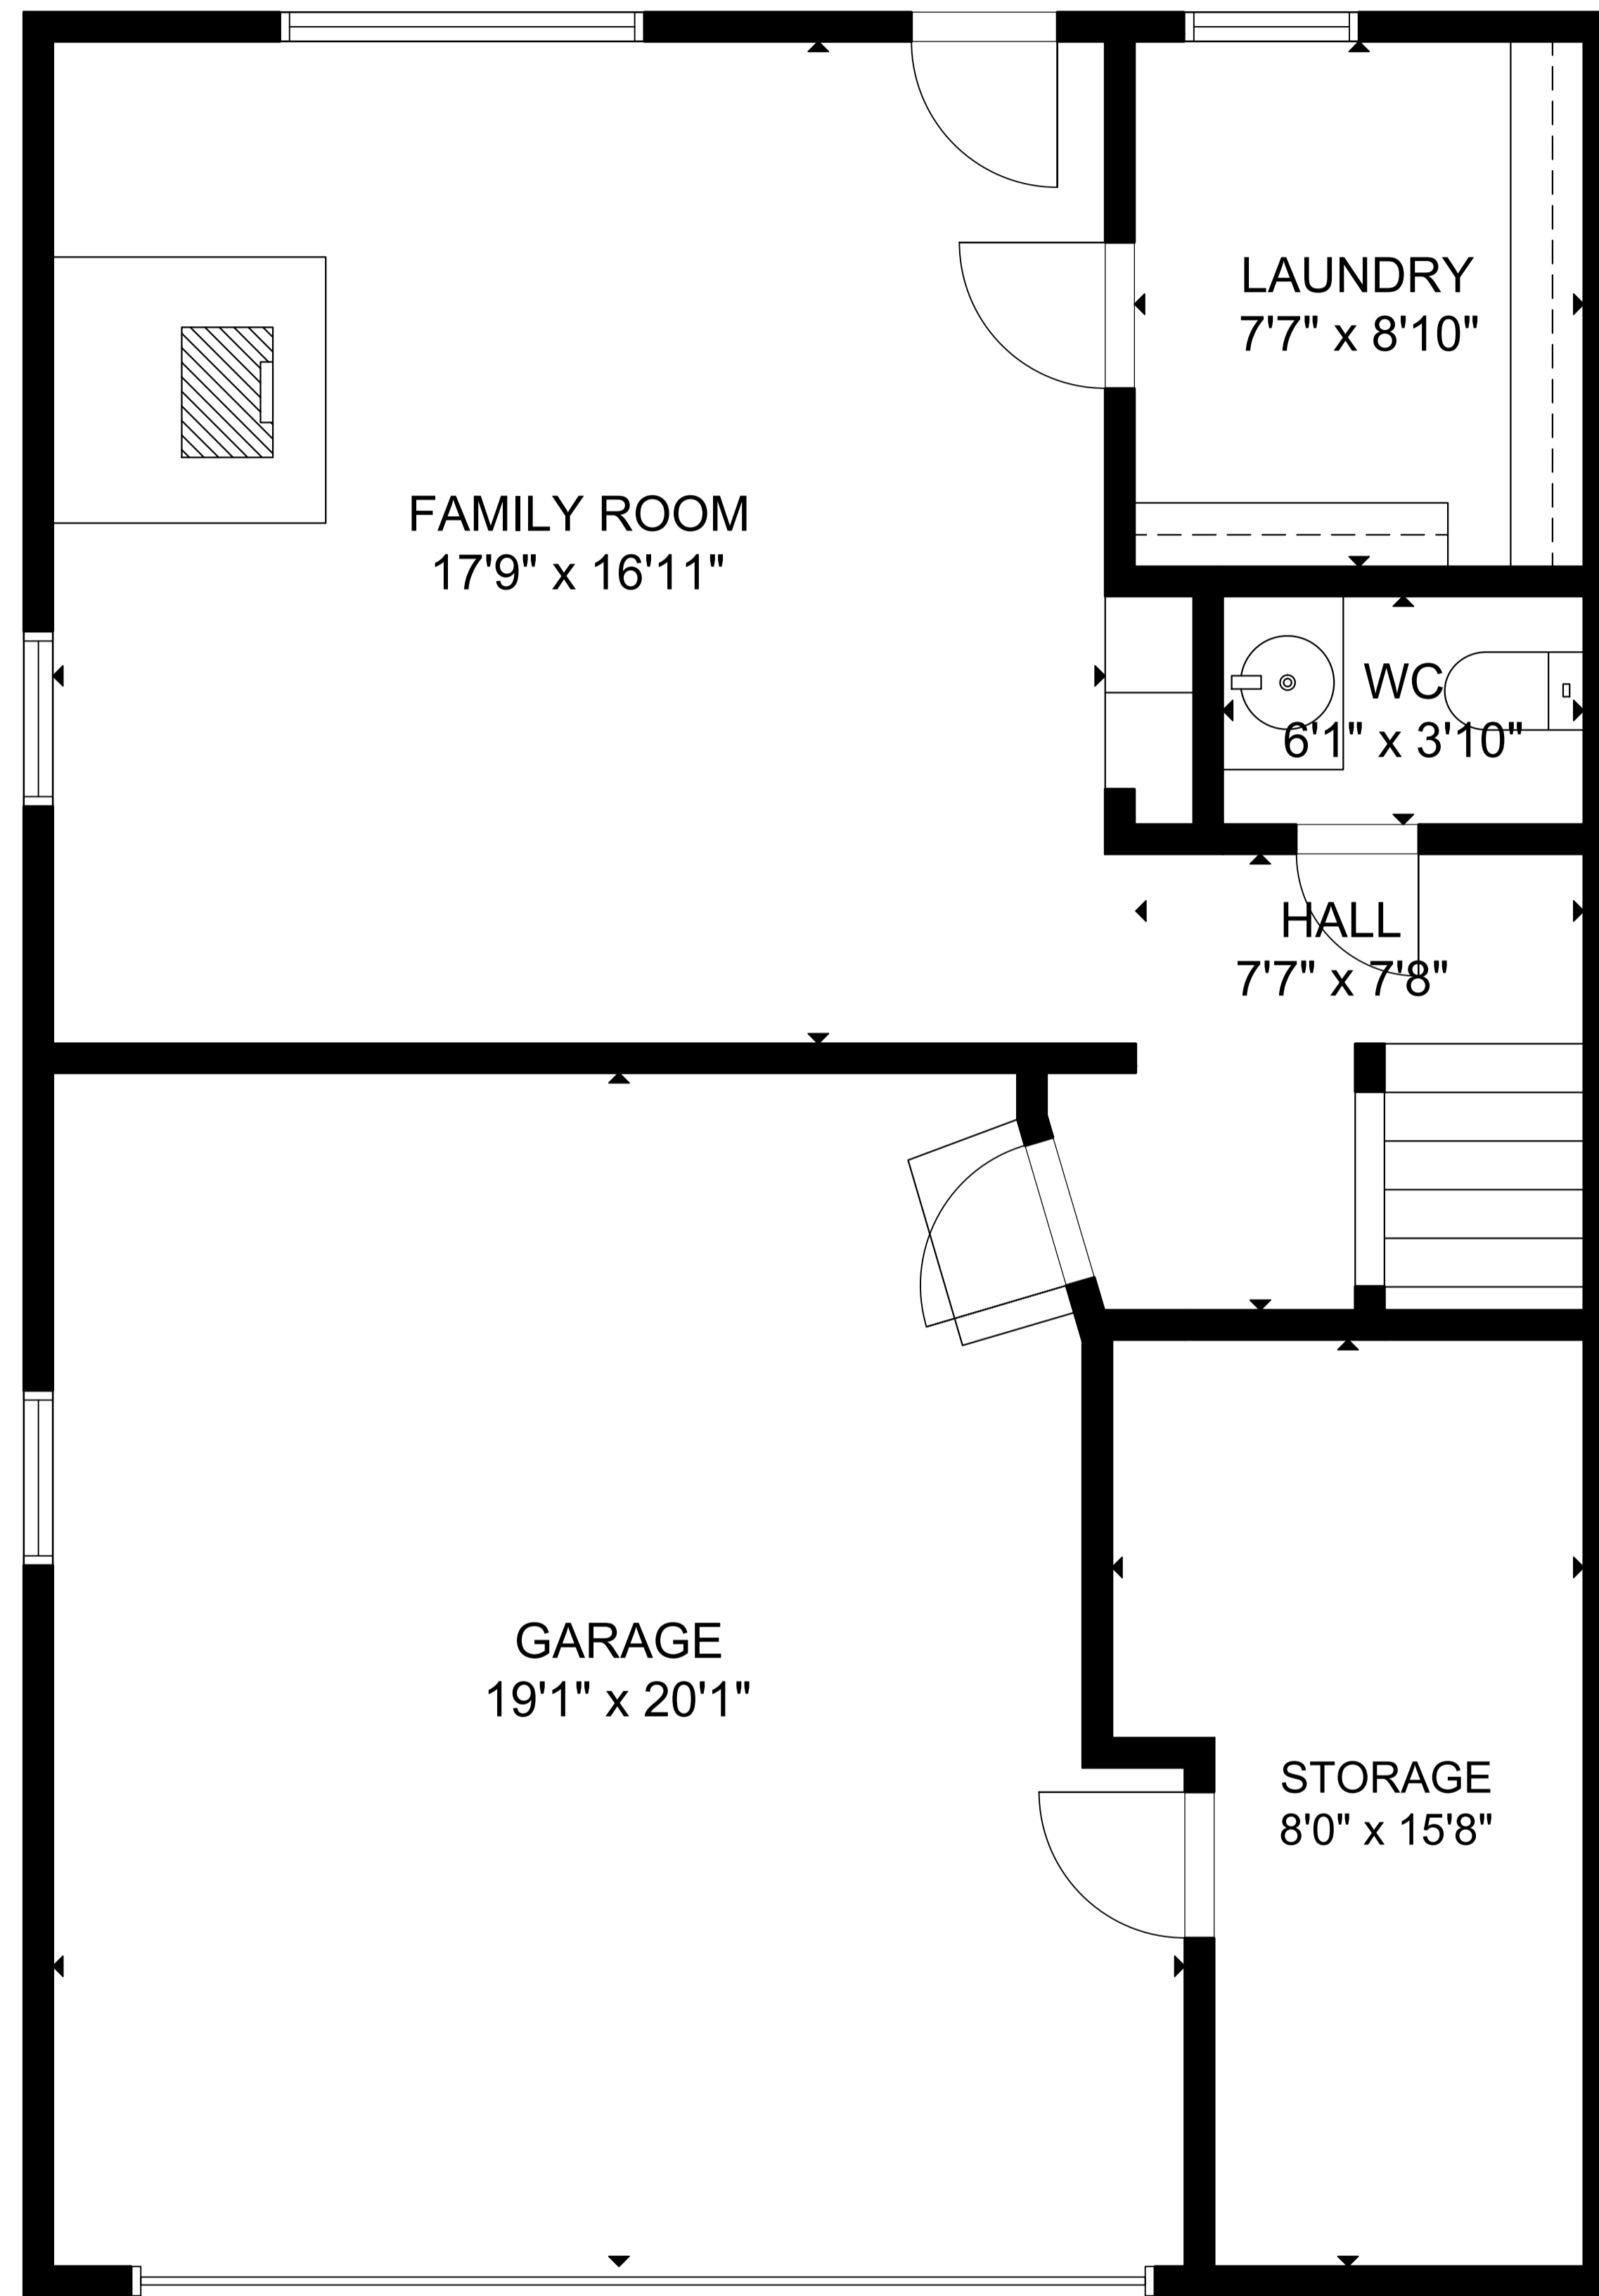 LAUNDRY
7'7" x 8'10"
FAMILY ROOM
17'9" x 16'11"
WC
6'1" x 3'10"
HALL
7'7" x 7'8"
GARAGE
19'1" x 20'1"
STORAGE
8'0" x 15'8"